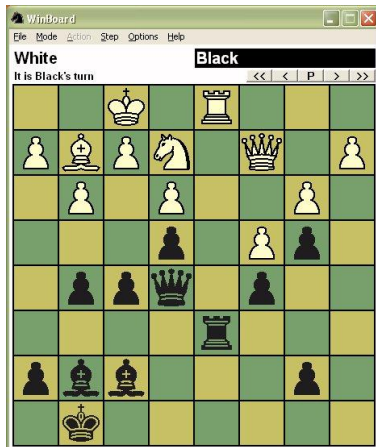 WinBoard
File Mode Action Step Options Help
White Black
It is Black's turn << < P > >>